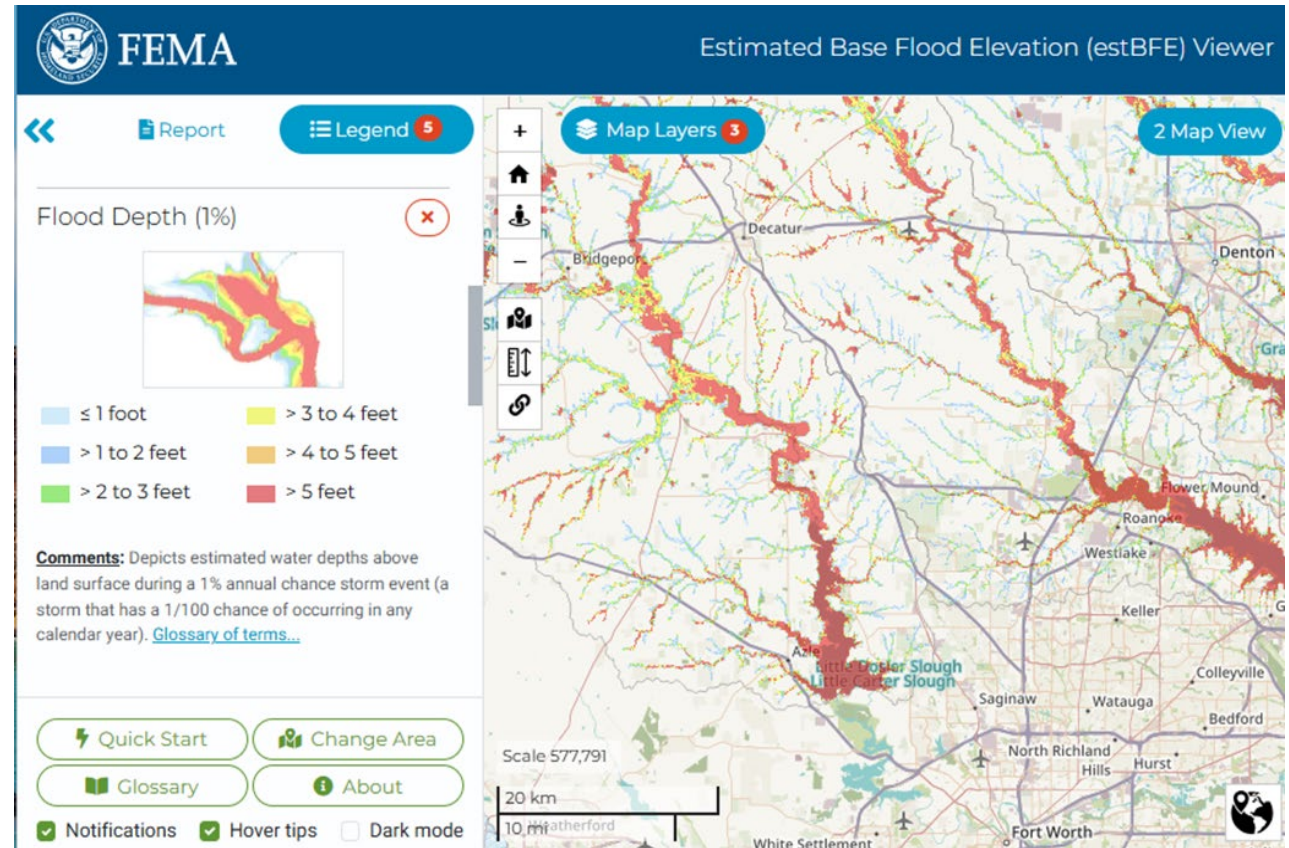 FEMA
Estimated Base Flood Elevation (estBFE) Viewer
Report
Legend 5
Map Layers 3
2 Map View
Flood Depth (1%)
≤ 1 foot
> 1 to 2 feet
> 2 to 3 feet
> 3 to 4 feet
> 4 to 5 feet
> 5 feet
Comments: Depicts estimated water depths above
land surface during a 1% annual chance storm event (a
storm that has a 1/100 chance of occurring in any
calendar year). Glossary of terms...
Quick Start
Change Area
Glossary
About
Notifications
Hover tips
Dark mode
Decatur
Bridgepor
Denton
Gra
Flower Mound
Roanoke
Westlake
Keller
Azle
Little Dosier Slough
Little Carter Slough
Colleyville
Saginaw
Watauga
Bedford
North Richland
Hills
Hurst
Scale 577,791
20 km
10 mi
Weatherford
White Settlement
Fort Worth